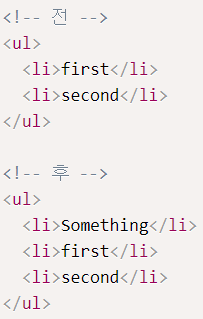 <!-- 전 -->
<ul>
  <li>first</li>
  <li>second</li>
</ul>

<!-- 후 -->
<ul>
  <li>Something</li>
  <li>first</li>
  <li>second</li>
</ul>